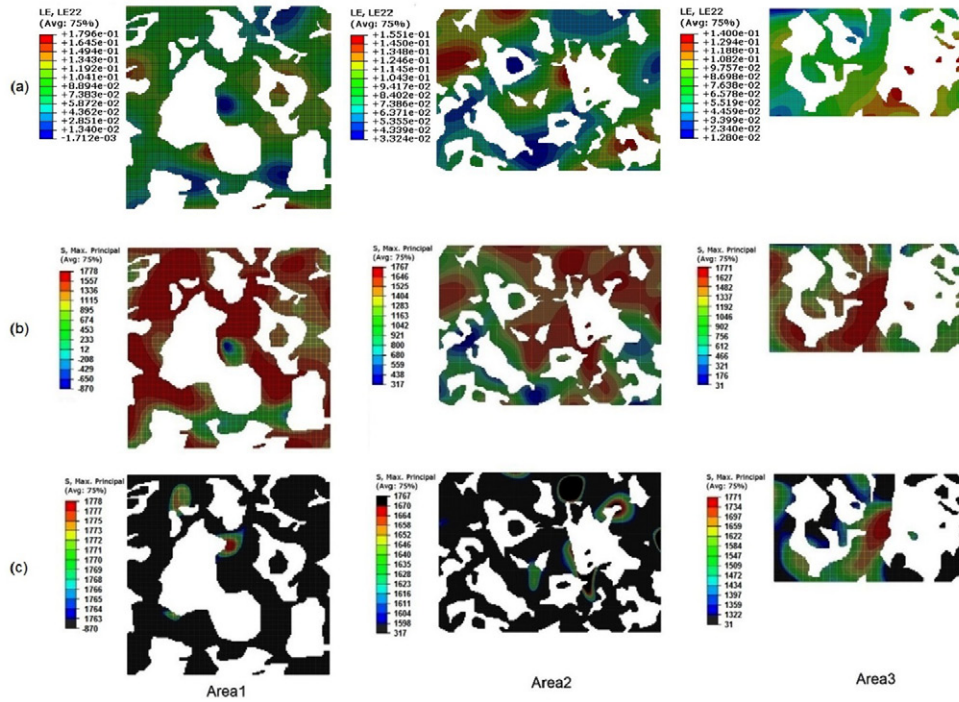 LE, LE22
(Avg: 75%)
+1.796e-01
+1.645e-01
+1.494e-01
+1.343e-01
+1.192e-01
+1.041e-01
+8.894e-02
+7.383e-02
+5.872e-02
+4.362e-02
+2.851e-02
+1.340e-02
-1.712e-03
LE, LE22
(Avg: 75%)
+1.551e-01
+1.450e-01
+1.348e-01
+1.246e-01
+1.145e-01
+1.043e-01
+9.417e-02
+8.402e-02
+7.386e-02
+6.371e-02
+5.355e-02
+4.339e-02
+3.324e-02
LE, LE22
(Avg: 75%)
+1.400e-01
+1.294e-01
+1.188e-01
+1.082e-01
+9.757e-02
+8.698e-02
+7.638e-02
+6.578e-02
+5.519e-02
+4.459e-02
+3.399e-02
+2.340e-02
+1.280e-02
(a)
S, Max. Principal
(Avg: 75%)
1778
1557
1336
1115
895
674
453
233
12
-208
-429
-650
-870
S, Max. Principal
(Avg: 75%)
1767
1646
1525
1404
1283
1163
1042
921
800
680
559
438
317
S, Max. Principal
(Avg: 75%)
1771
1627
1482
1337
1192
1046
902
756
612
466
321
176
31
(b)
S, Max. Principal
(Avg: 75%)
1778
1777
1775
1773
1772
1771
1770
1769
1768
1766
1765
1764
1763
-870
S, Max. Principal
(Avg: 75%)
1767
1670
1664
1658
1652
1646
1640
1635
1628
1623
1616
1611
1604
1598
317
S, Max. Principal
(Avg: 75%)
1771
1734
1697
1659
1622
1584
1547
1509
1472
1434
1397
1359
1322
31
(c)
Area1
Area2
Area3